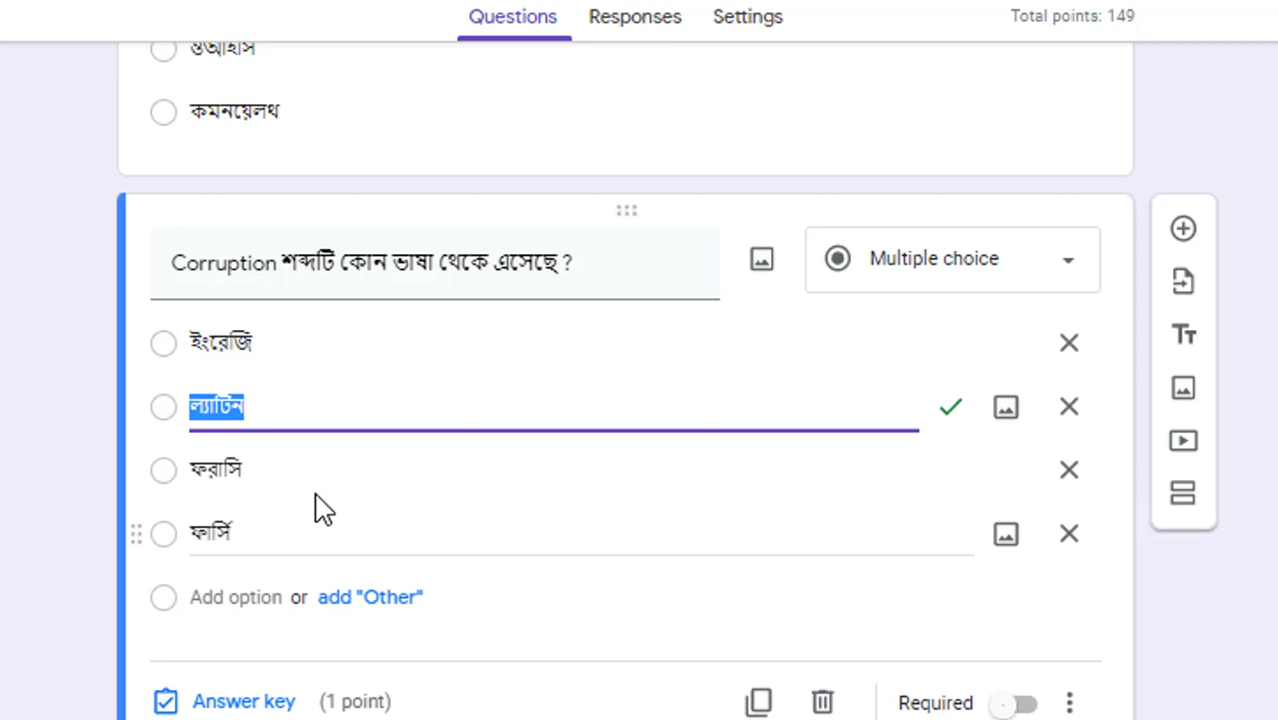 Questions Responses Settings Total points: 149
কমনয়েলথ
Corruption শব্দটি কোন ভাষা থেকে এসেছে ?
Multiple choice
ইংরেজি
ল্যাটিন
ফরাসি
ফার্সি
Add option or add "Other"
Answer key (1 point) Required